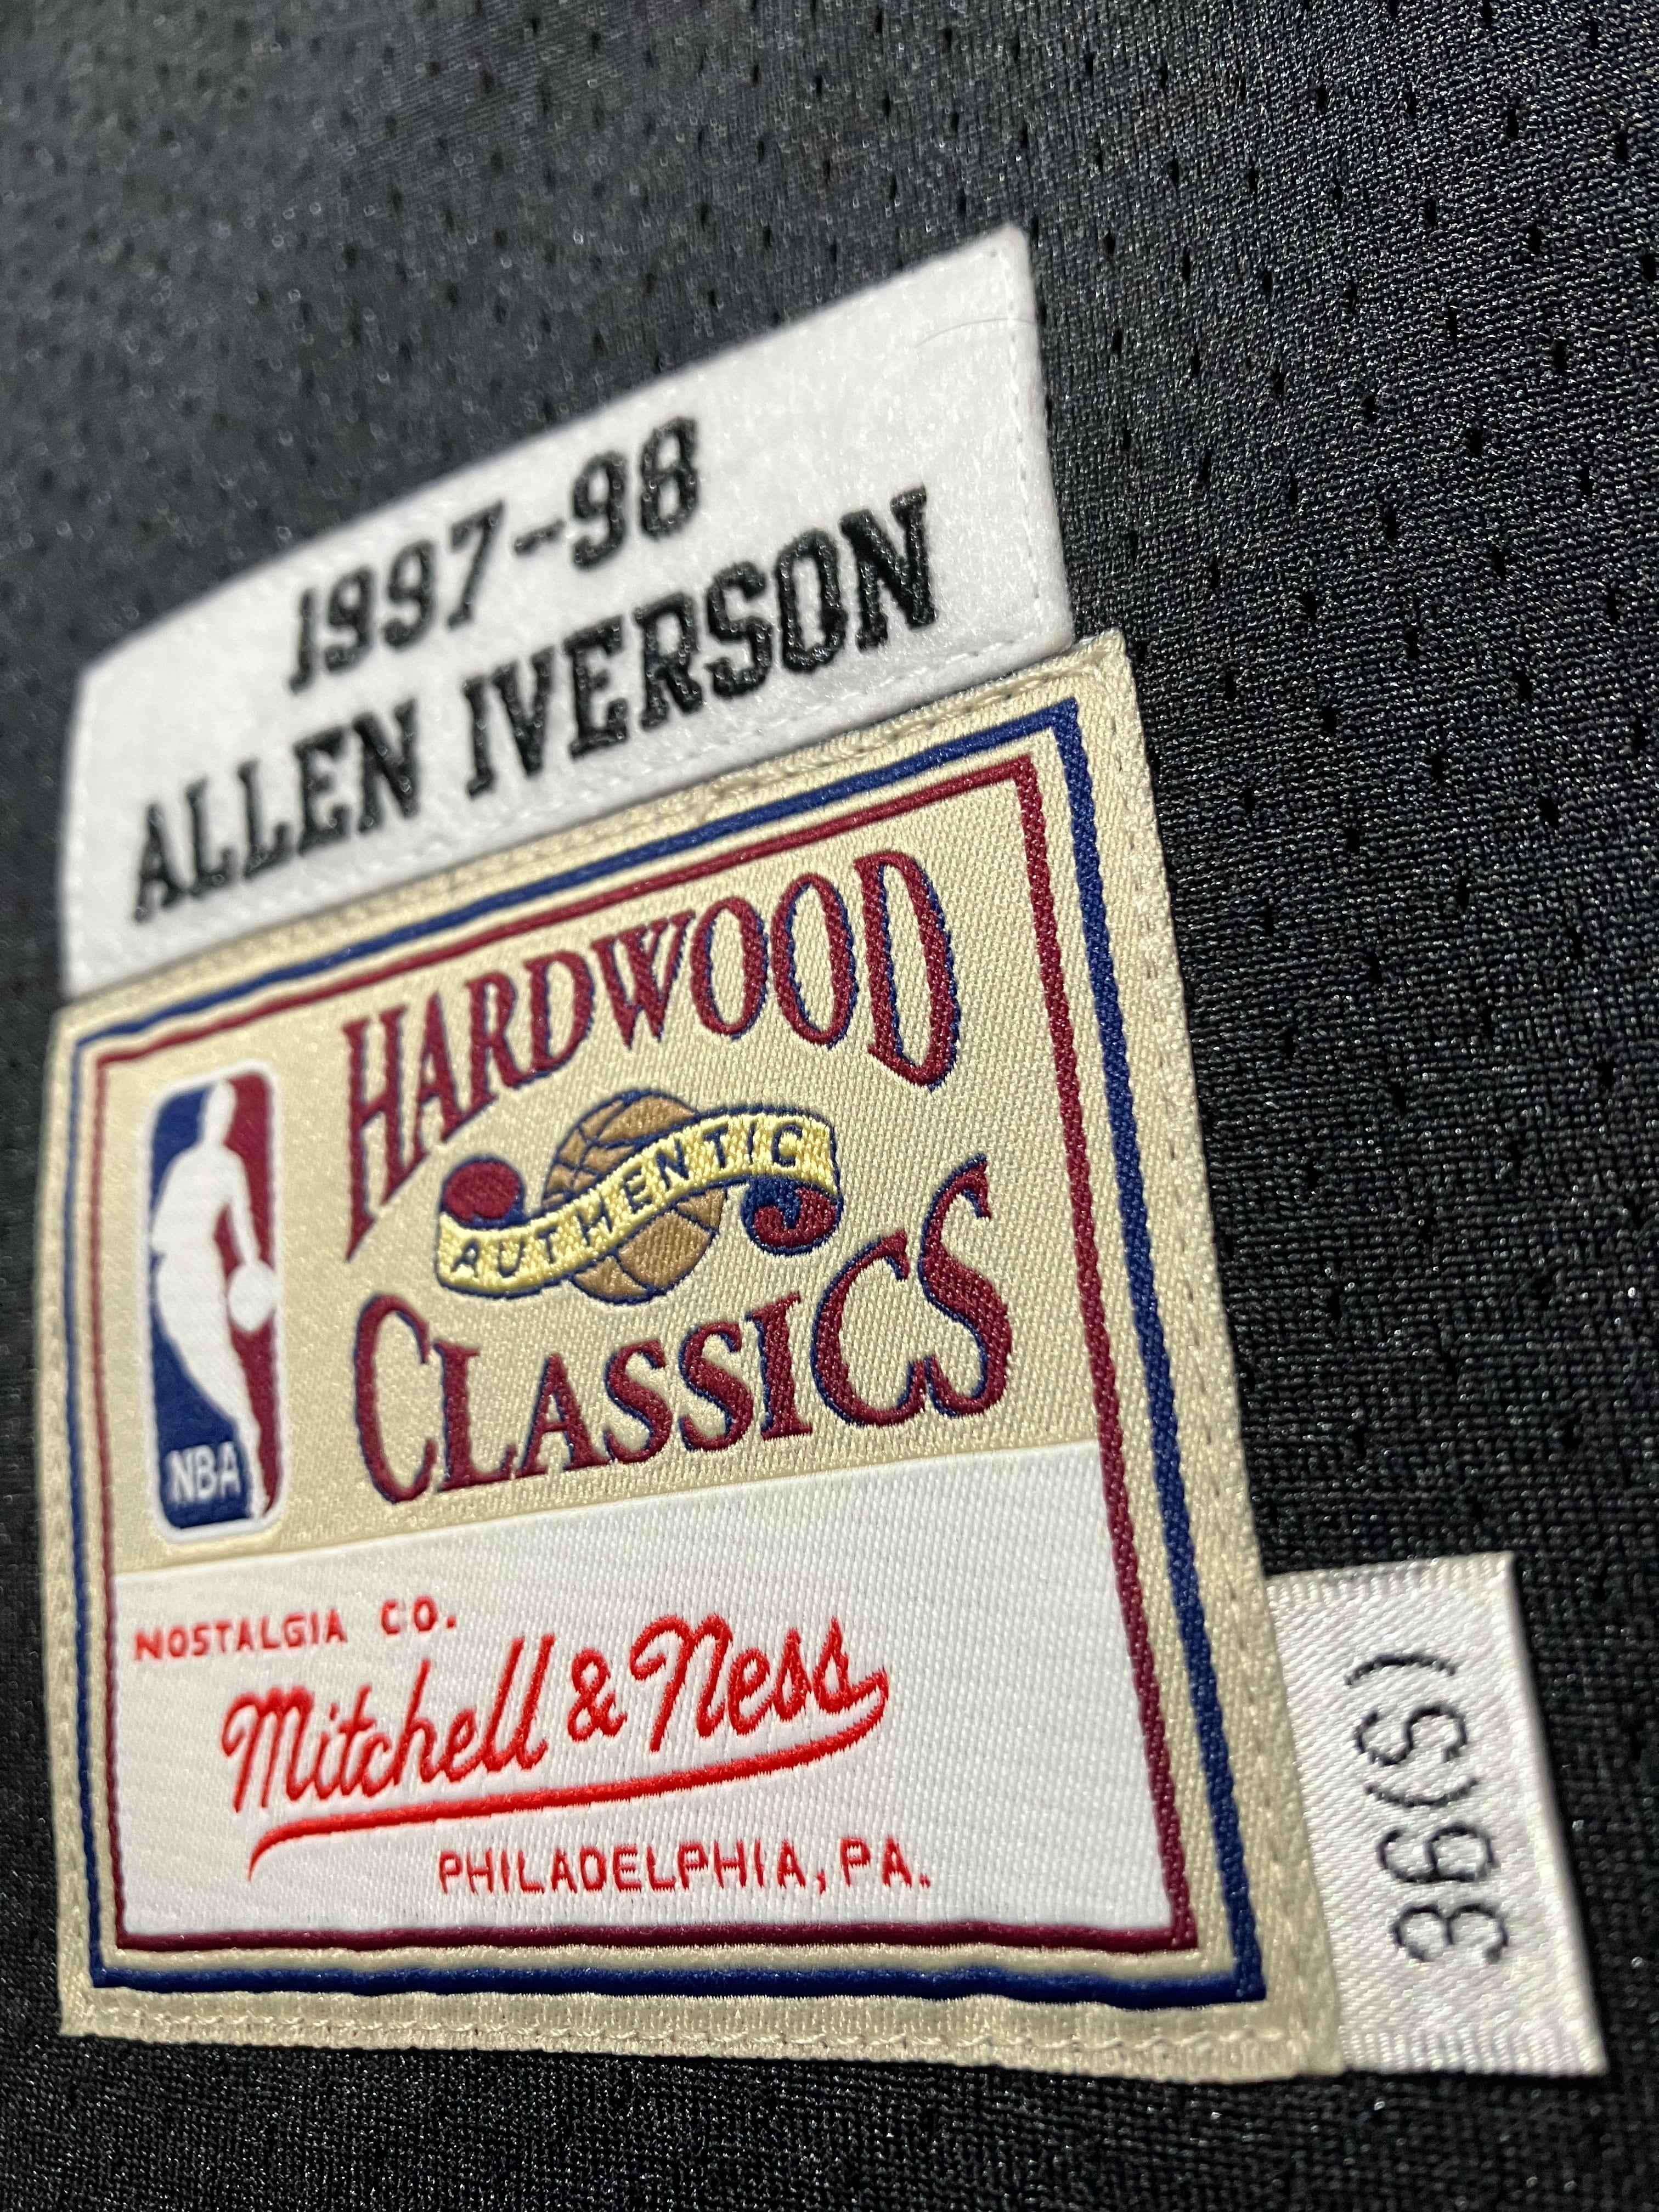 1997-98
ALLEN IVERSON
HARDWOOD
AUTHENTIC
CLASSICS
NBA
NOSTALGIA CO.
Mitchell & Ness
PHILADELPHIA, PA.
36(S)